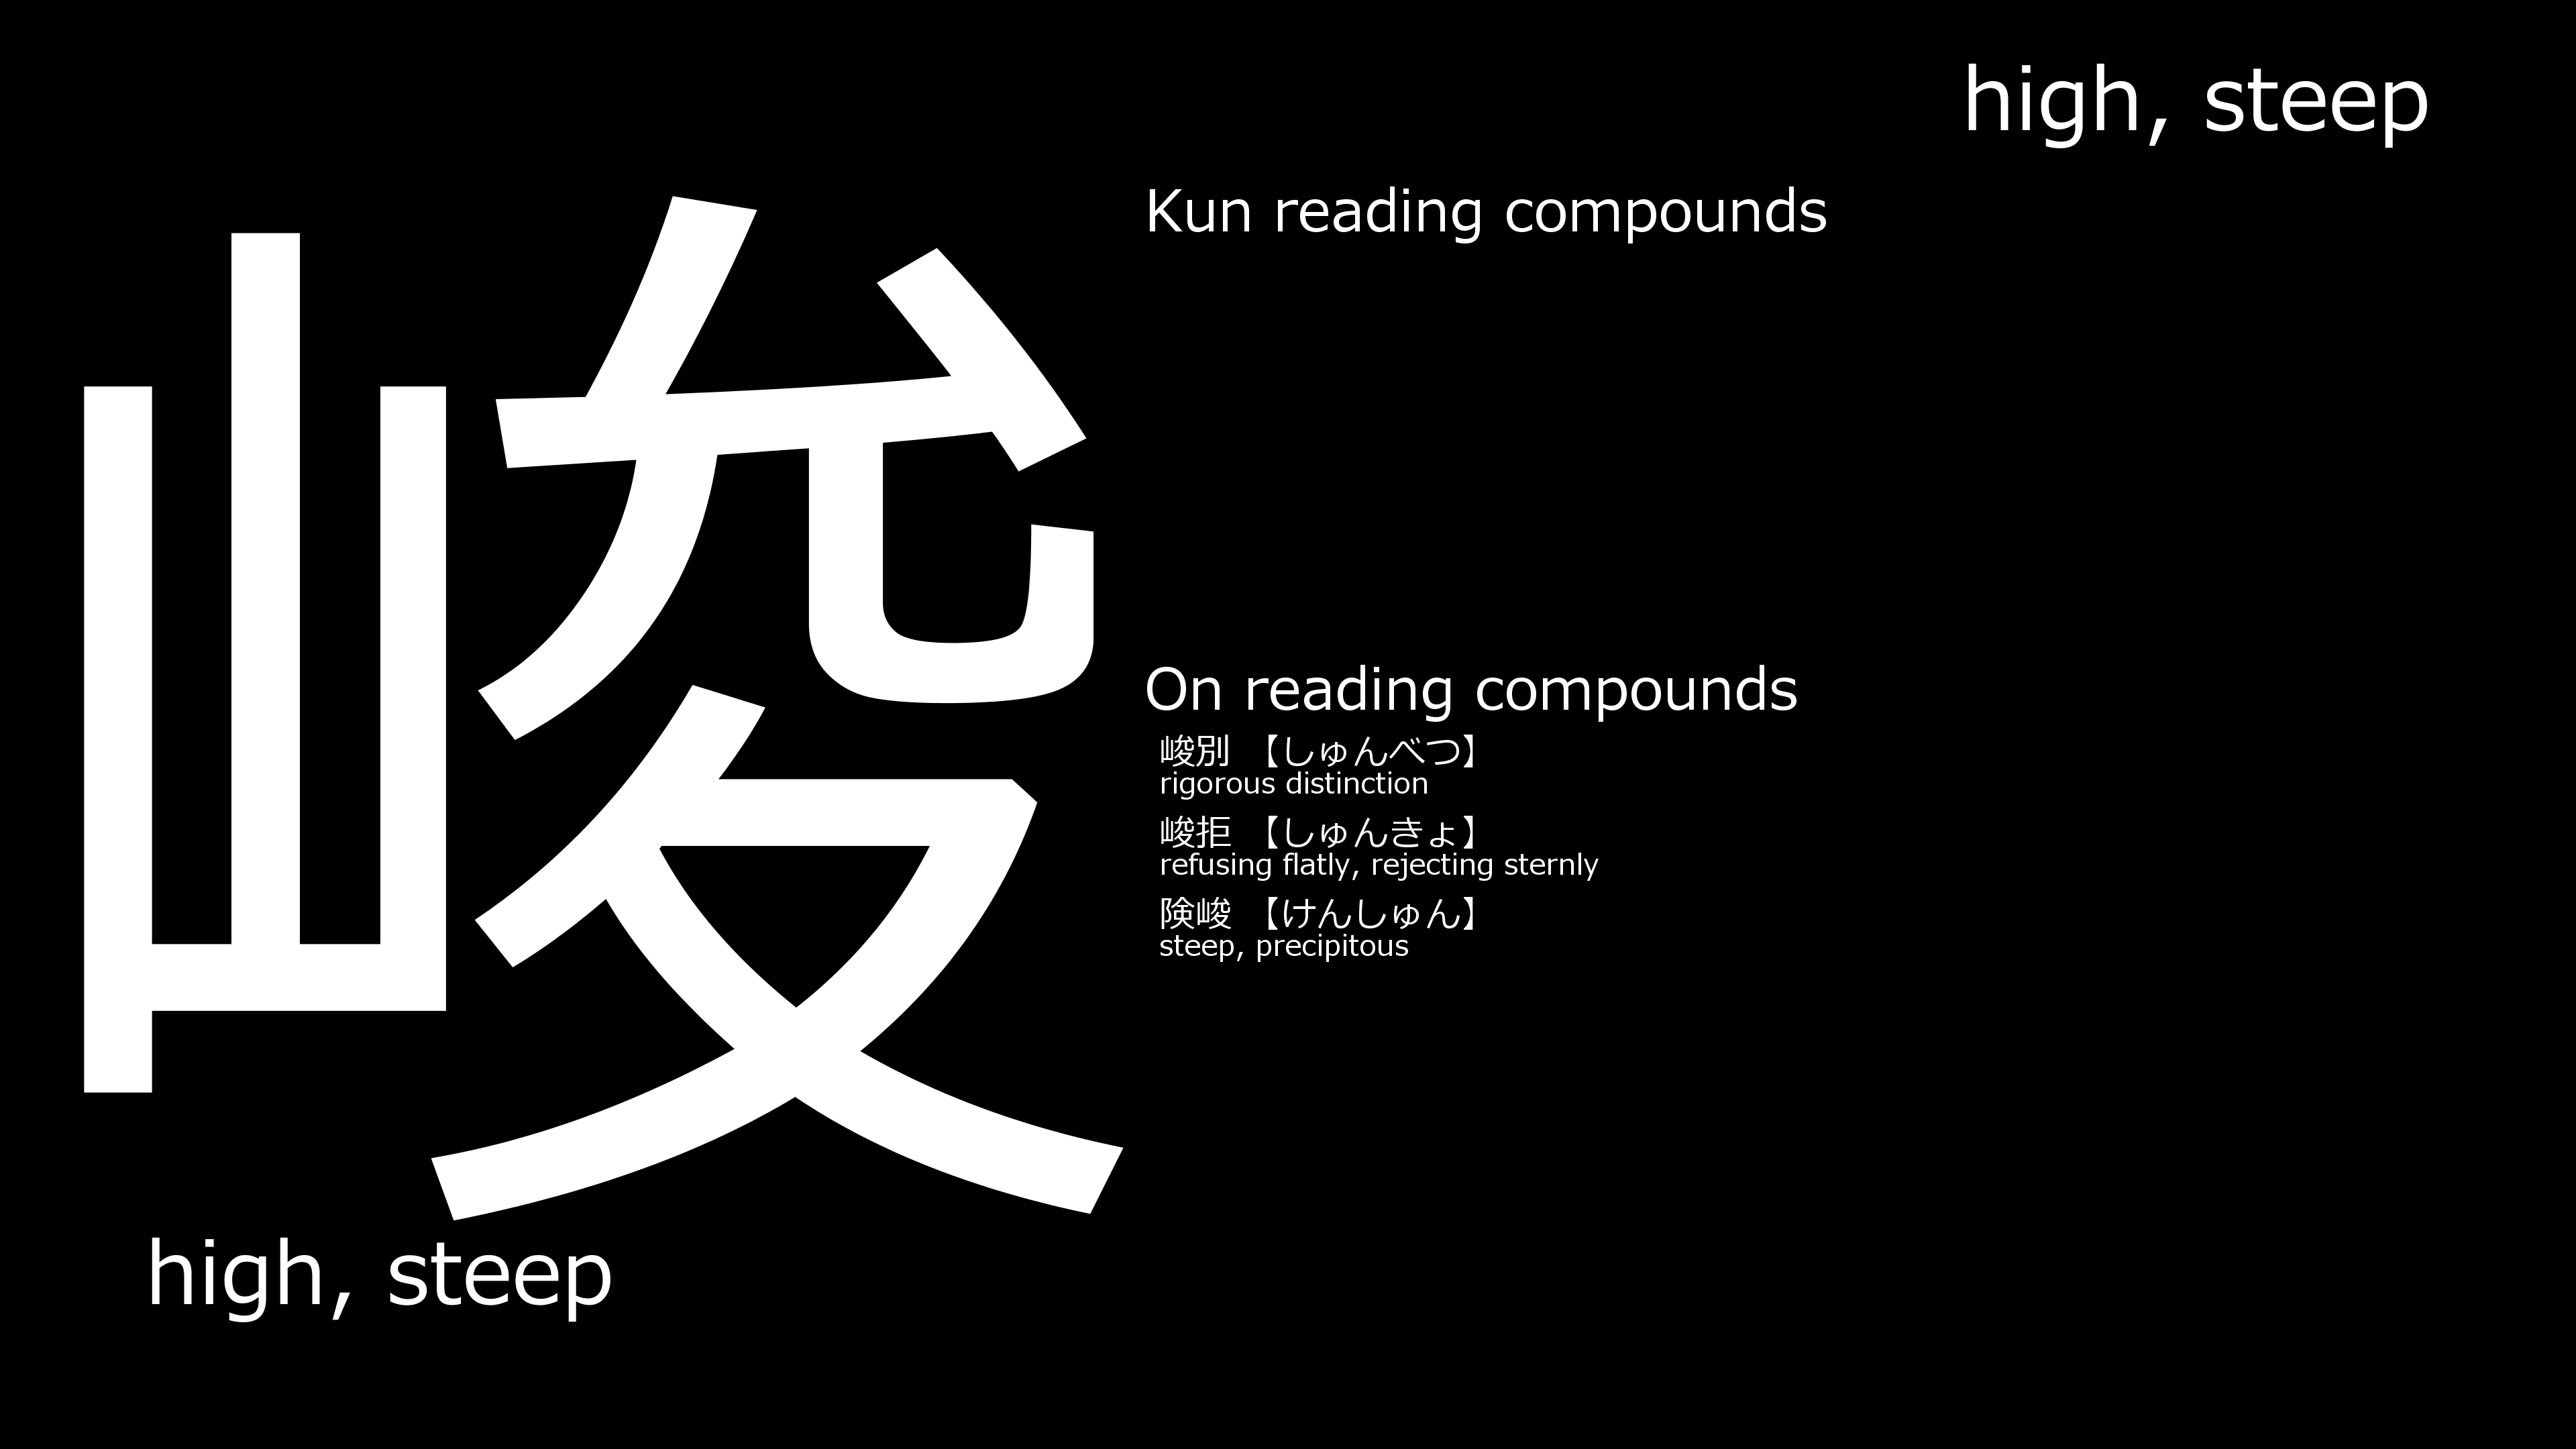 high, steep
Kun reading compounds
峻
On reading compounds
峻別 【しゅんべつ】
rigorous distinction
峻拒 【しゅんきょ】
refusing flatly, rejecting sternly
険峻 【けんしゅん】
steep, precipitous
high, steep